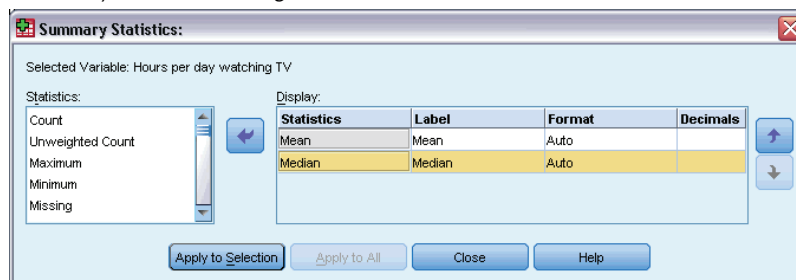 Summary Statistics:
Selected Variable: Hours per day watching TV
Statistics:
Display:
Count
Unweighted Count
Maximum
Minimum
Missing
Statistics Label Format Decimals
Mean Mean Auto
Median Median Auto
Apply to Selection Apply to All Close Help